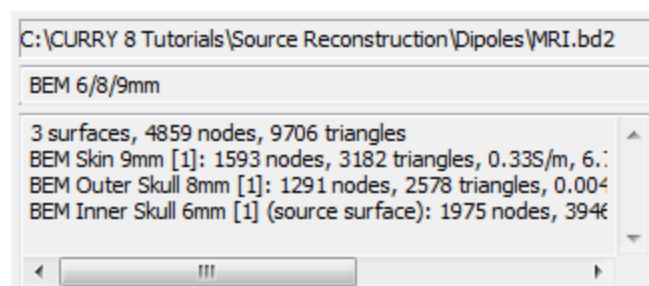 C:\CURRY 8 Tutorials\Source Reconstruction\Dipoles\MRI.bd2
BEM 6/8/9mm
3 surfaces, 4859 nodes, 9706 triangles
BEM Skin 9mm [1]: 1593 nodes, 3182 triangles, 0.33S/m, 6.
BEM Outer Skull 8mm [1]: 1291 nodes, 2578 triangles, 0.004
BEM Inner Skull 6mm [1] (source surface): 1975 nodes, 394